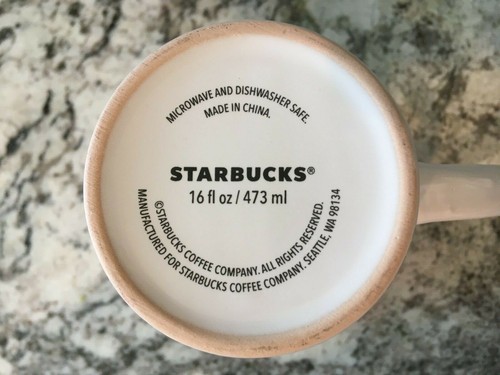 MICROWAVE AND DISHWASHER SAFE.
MADE IN CHINA.
STARBUCKS®
16 fl oz / 473 ml
©STARBUCKS COFFEE COMPANY. ALL RIGHTS RESERVED.
MANUFACTURED FOR STARBUCKS COFFEE COMPANY. SEATTLE, WA 98134